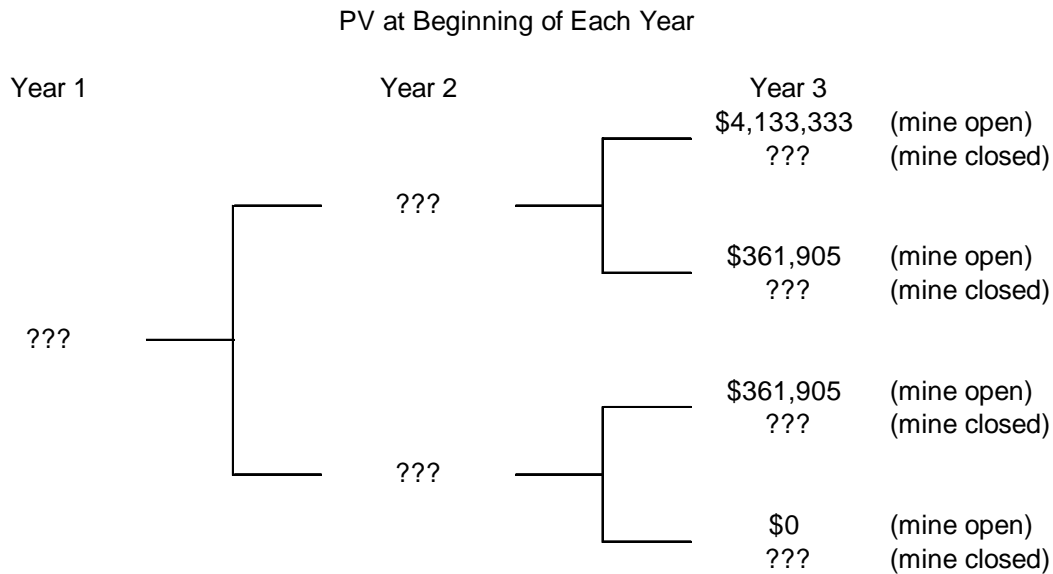 PV at Beginning of Each Year
Year 1 Year 2 Year 3
$4,133,333 (mine open)
??? (mine closed)
???
$361,905 (mine open)
??? (mine closed)
???
$361,905 (mine open)
??? (mine closed)
???
$0 (mine open)
??? (mine closed)